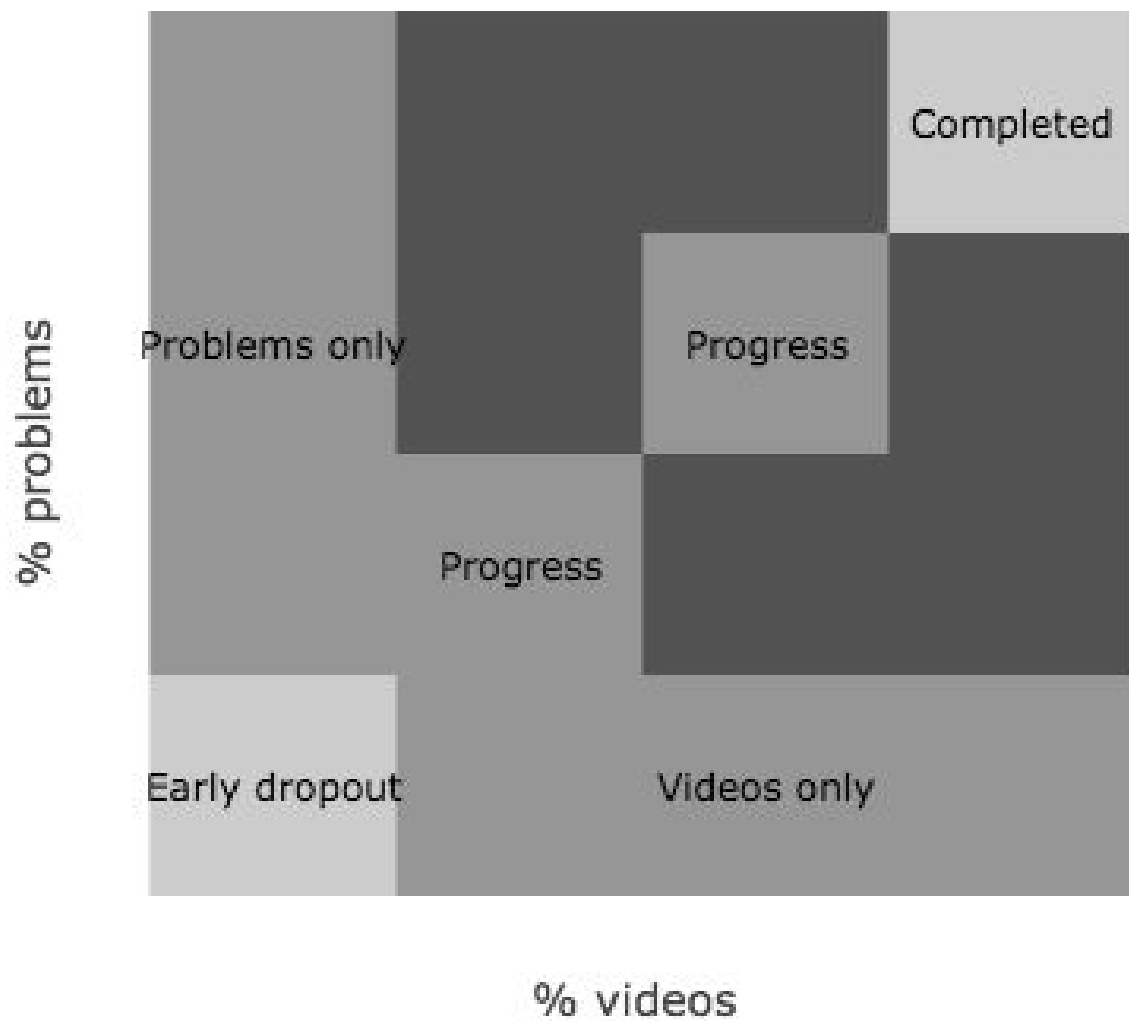 Completed
Problems only
Progress
% problems
Progress
Early dropout
Videos only
% videos